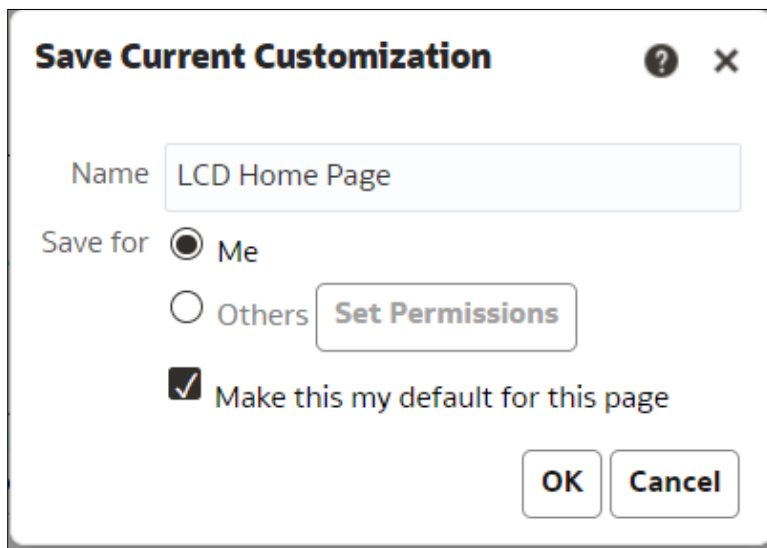 Save Current Customization
Name LCD Home Page
Save for Me
Others Set Permissions
Make this my default for this page
OK Cancel